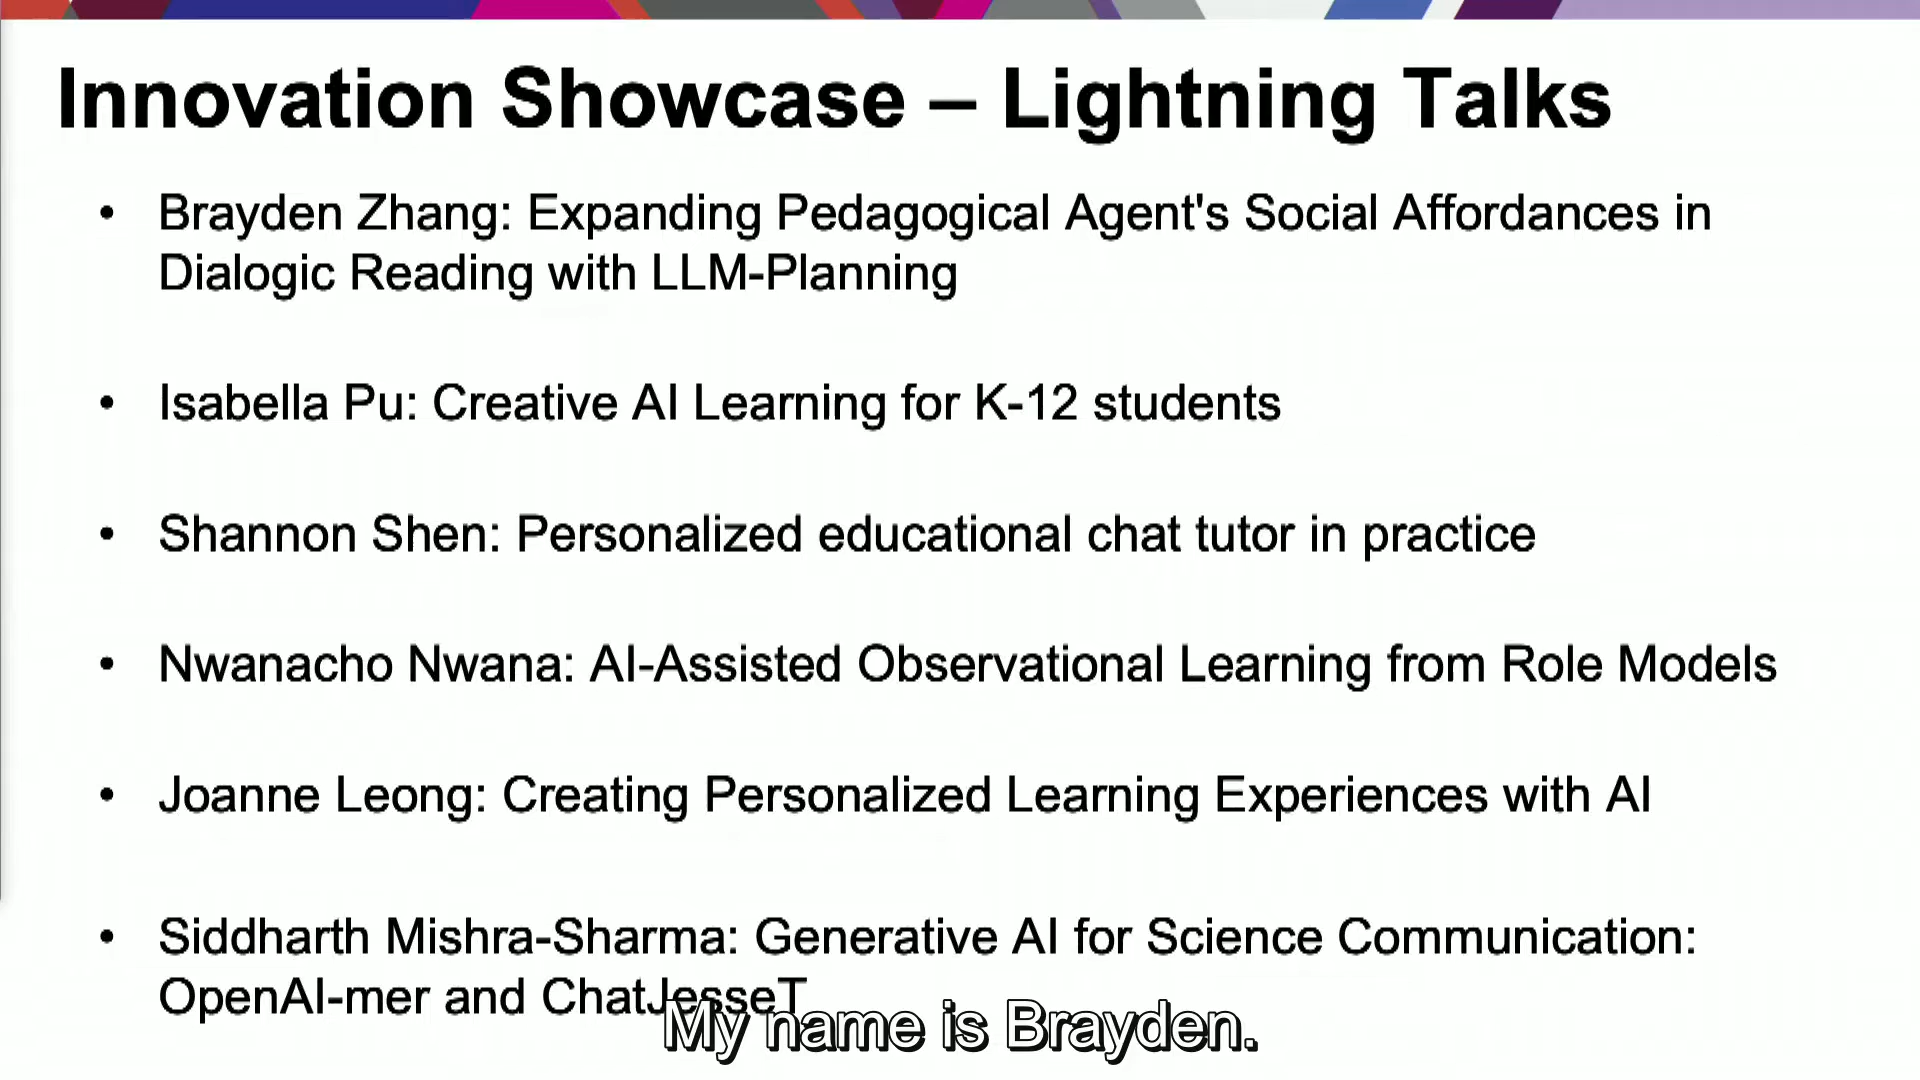 Innovation Showcase – Lightning Talks
• Brayden Zhang: Expanding Pedagogical Agent's Social Affordances in
Dialogic Reading with LLM-Planning
• Isabella Pu: Creative AI Learning for K-12 students
• Shannon Shen: Personalized educational chat tutor in practice
• Nwanacho Nwana: AI-Assisted Observational Learning from Role Models
• Joanne Leong: Creating Personalized Learning Experiences with AI
• Siddharth Mishra-Sharma: Generative AI for Science Communication:
OpenAI-mer and ChatJesseT
My name is Brayden.